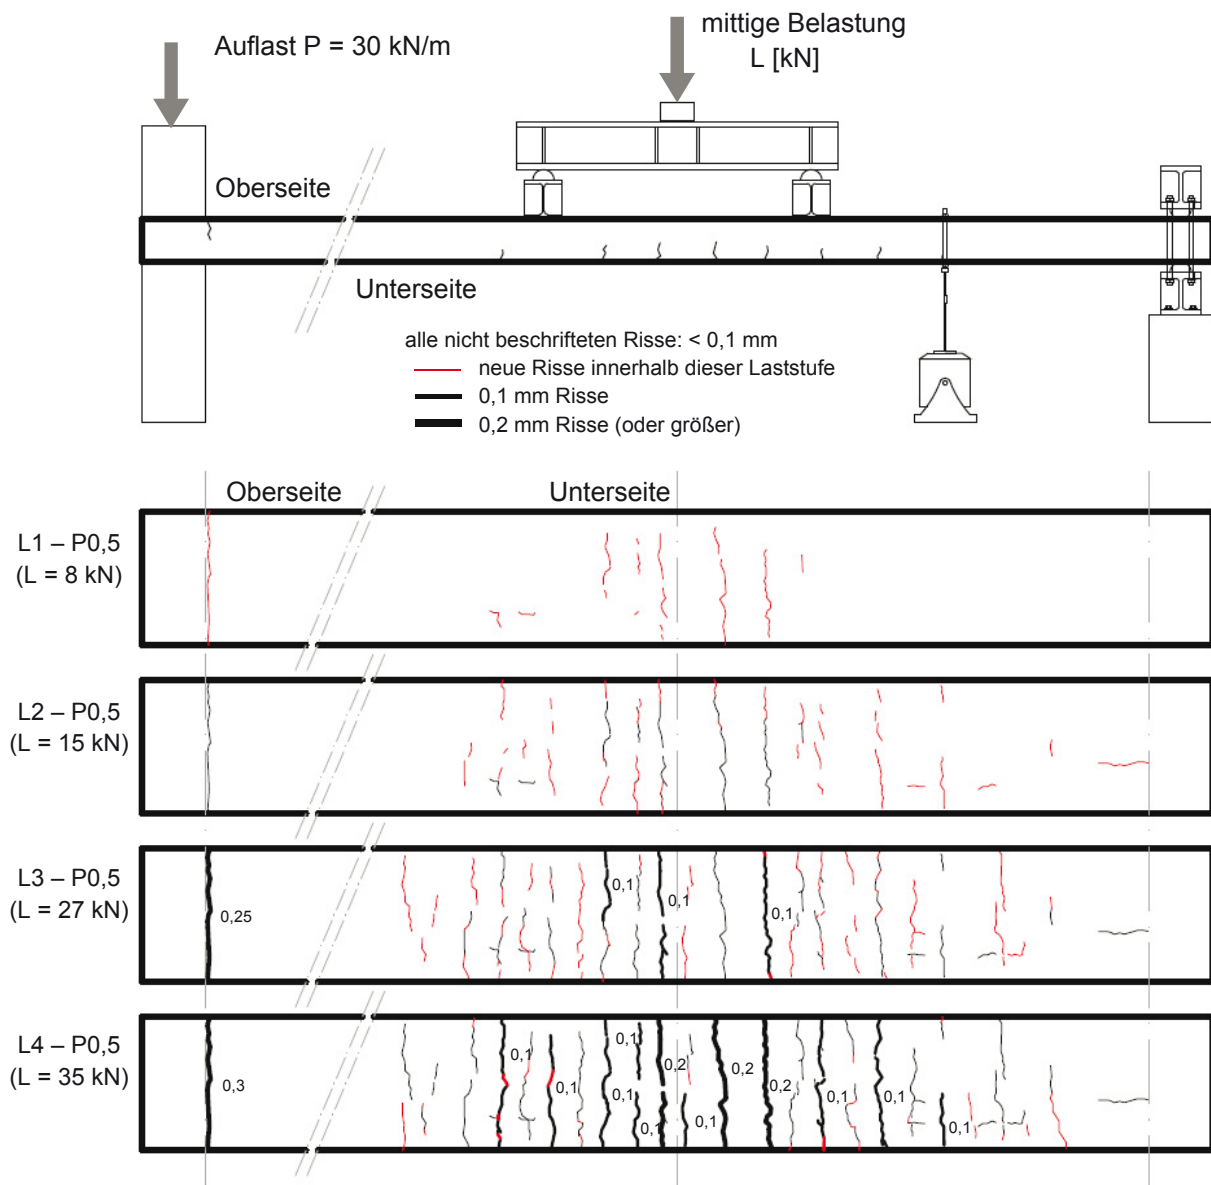 Auflast P = 30 kN/m
mittige Belastung
L [kN]
Oberseite
Unterseite
alle nicht beschrifteten Risse: < 0,1 mm
neue Risse innerhalb dieser Laststufe
0,1 mm Risse
0,2 mm Risse (oder größer)
Oberseite
Unterseite
L1 – P0,5
(L = 8 kN)
L2 – P0,5
(L = 15 kN)
L3 – P0,5
(L = 27 kN)
0,25
0,1
0,1
0,1
L4 – P0,5
(L = 35 kN)
0,3
0,1
0,1
0,1
0,1
0,1
0,2
0,1
0,2
0,2
0,1
0,1
0,1